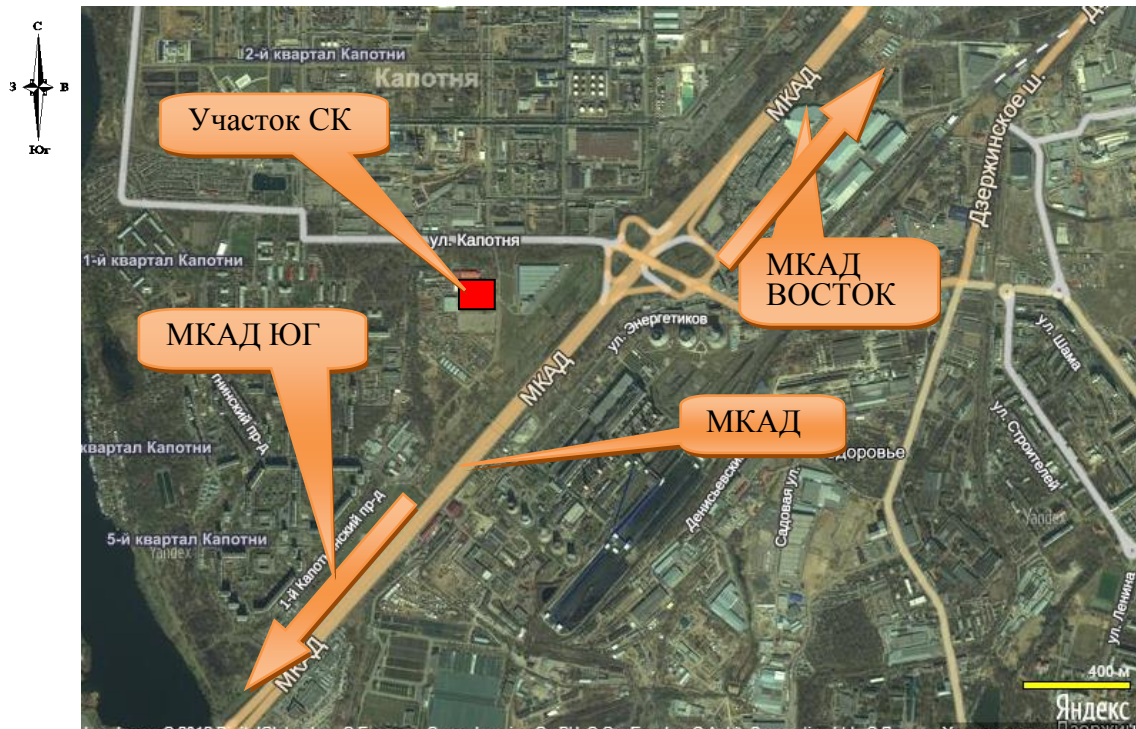 С
З
В
Юг
2-й квартал Капотни
Капотня
МКАД
Участок СК
Дзержинское ш.
ул. Капотня
1-й квартал Капотни
МКАД
ВОСТОК
МКАД ЮГ
ул. Энергетиков
ул. Шама
МКАД
МКАД
ул. Строителей
квартал Капотни
Садовая ул.
Yandex
5-й квартал Капотни
Yandex
1-й Капотнинский пр-д
ул. Ленина
МКАД
400 м
Яндекс